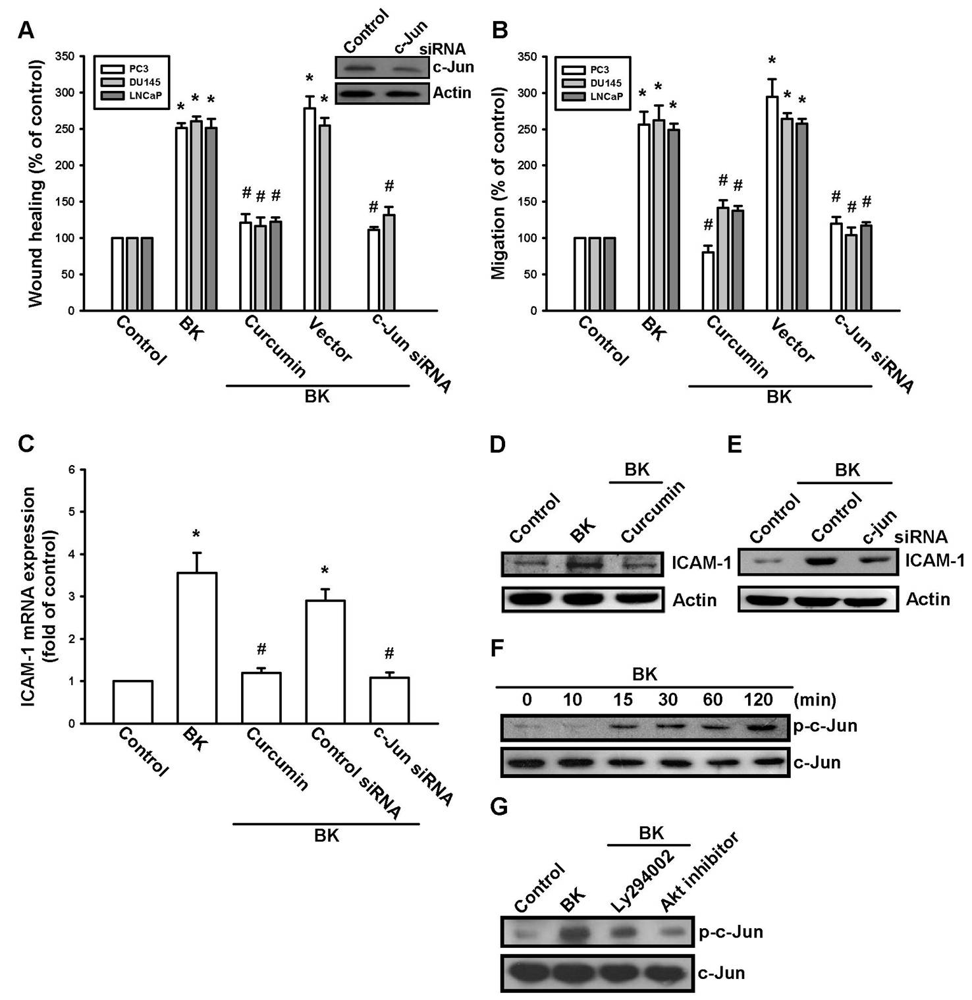 A
Wound healing (% of control)
350
300
250
200
150
100
50
0
PC3
DU145
LNCaP
Control
c-Jun
siRNA
c-Jun
Actin
* * *
# # #
* *
# #
Control
BK
Curcumin
Vector
c-Jun siRNA
BK
B
Migation (% of control)
350
300
250
200
150
100
50
0
PC3
DU145
LNCaP
* * *
# # #
* * *
# # #
Control
BK
Curcumin
Vector
c-Jun siRNA
BK
C
ICAM-1 mRNA expression
(fold of control)
6
5
4
3
2
1
0
*
#
*
#
Control
BK
Curcumin
Control siRNA
c-Jun siRNA
BK
D
BK
Control
BK
Curcumin
ICAM-1
Actin
E
BK
Control
Control
c-jun
siRNA
ICAM-1
Actin
F
BK
0 10 15 30 60 120 (min)
p-c-Jun
c-Jun
G
BK
Control
BK
Ly294002
Akt inhibitor
p-c-Jun
c-Jun